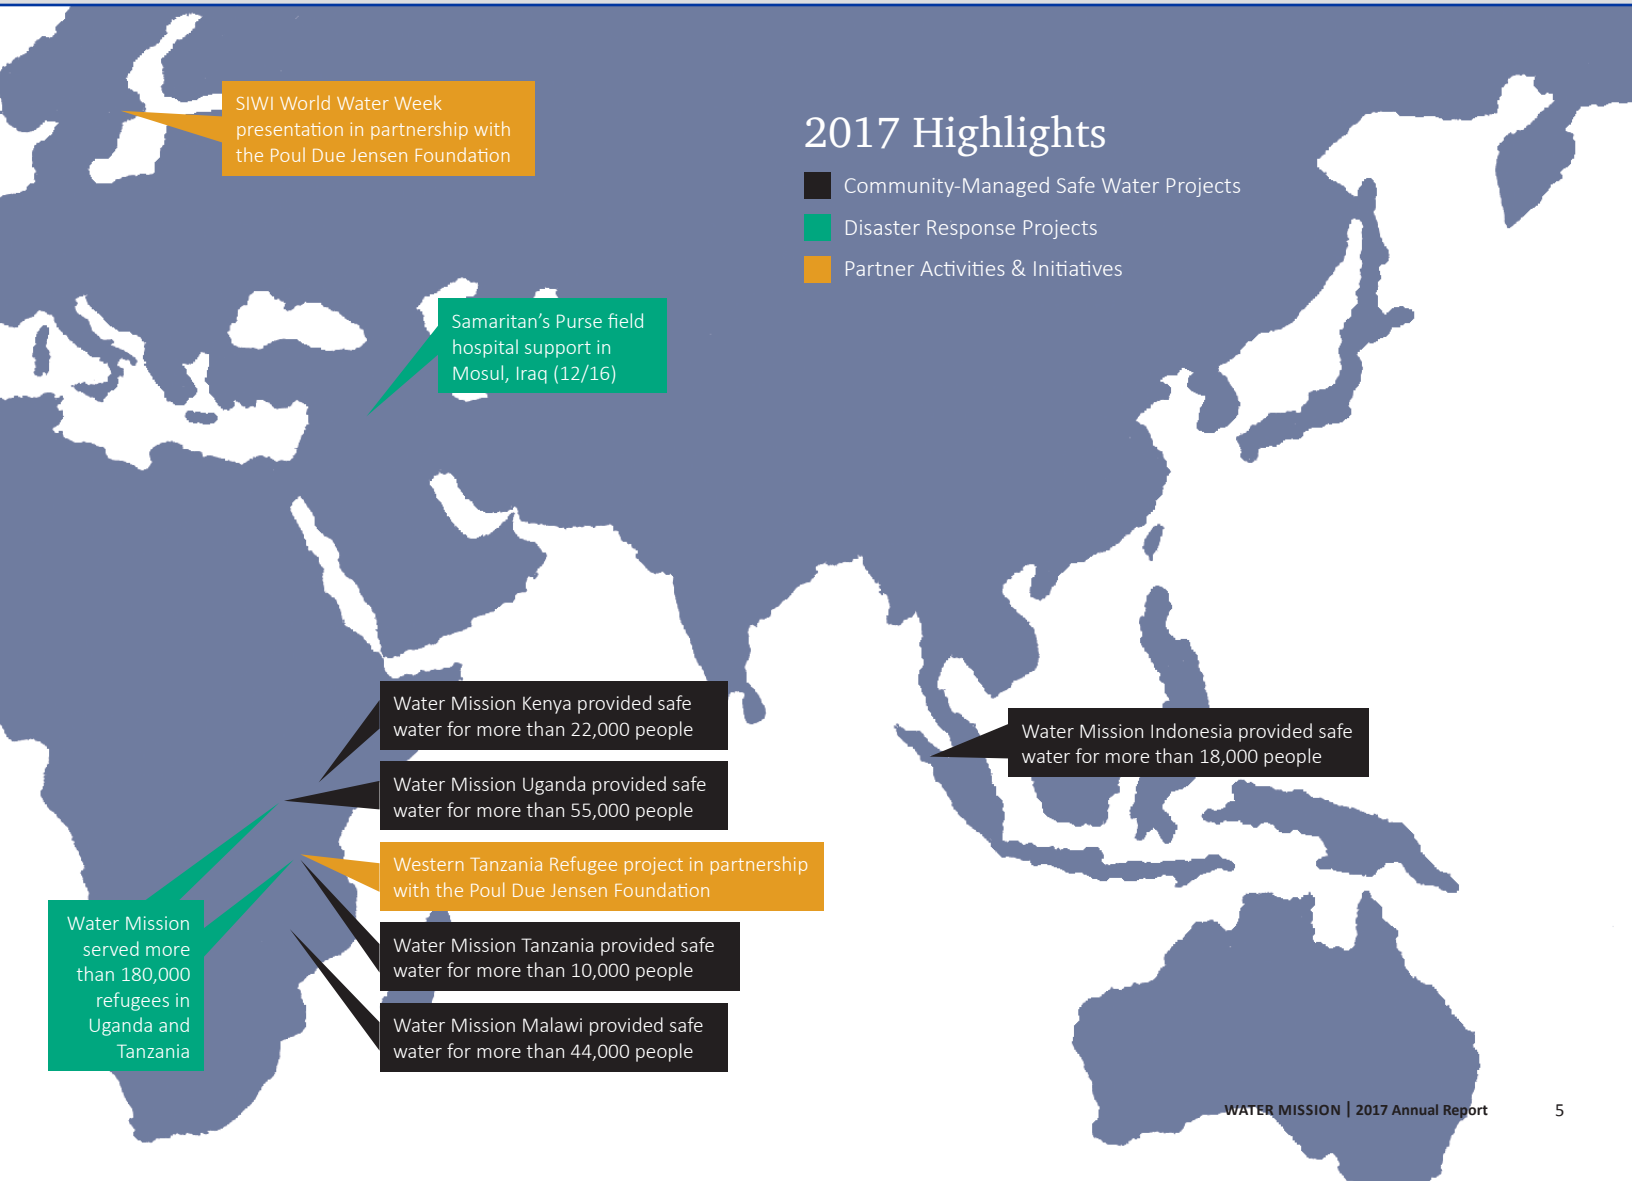 SIWI World Water Week
presentation in partnership with
the Poul Due Jensen Foundation
2017 Highlights
Community-Managed Safe Water Projects
Disaster Response Projects
Partner Activities & Initiatives
Samaritan’s Purse field
hospital support in
Mosul, Iraq (12/16)
Water Mission Kenya provided safe
water for more than 22,000 people
Water Mission Uganda provided safe
water for more than 55,000 people
Western Tanzania Refugee project in partnership
with the Poul Due Jensen Foundation
Water Mission Tanzania provided safe
water for more than 10,000 people
Water Mission Malawi provided safe
water for more than 44,000 people
Water Mission Indonesia provided safe
water for more than 18,000 people
Water Mission
served more
than 180,000
refugees in
Uganda and
Tanzania
WATER MISSION | 2017 Annual Report 5